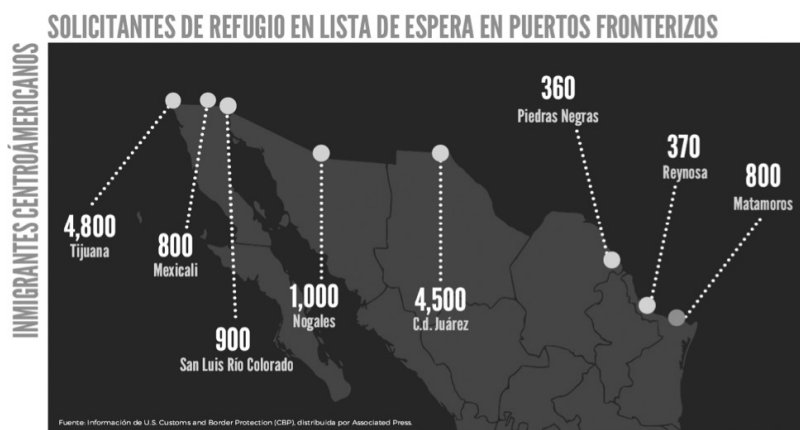 SOLICITANTES DE REFUGIO EN LISTA DE ESPERA EN PUERTOS FRONTERIZOS
INMIGRANTES CENTROÁMERICANOS
360
Piedras Negras
370
Reynosa
800
Matamoros
4,800
Tijuana
800
Mexicali
1,000
Nogales
4,500
C.d. Juárez
900
San Luis Río Colorado
Fuente: Información de U.S. Customs and Border Protection (CBP), distribuida por Associated Press.